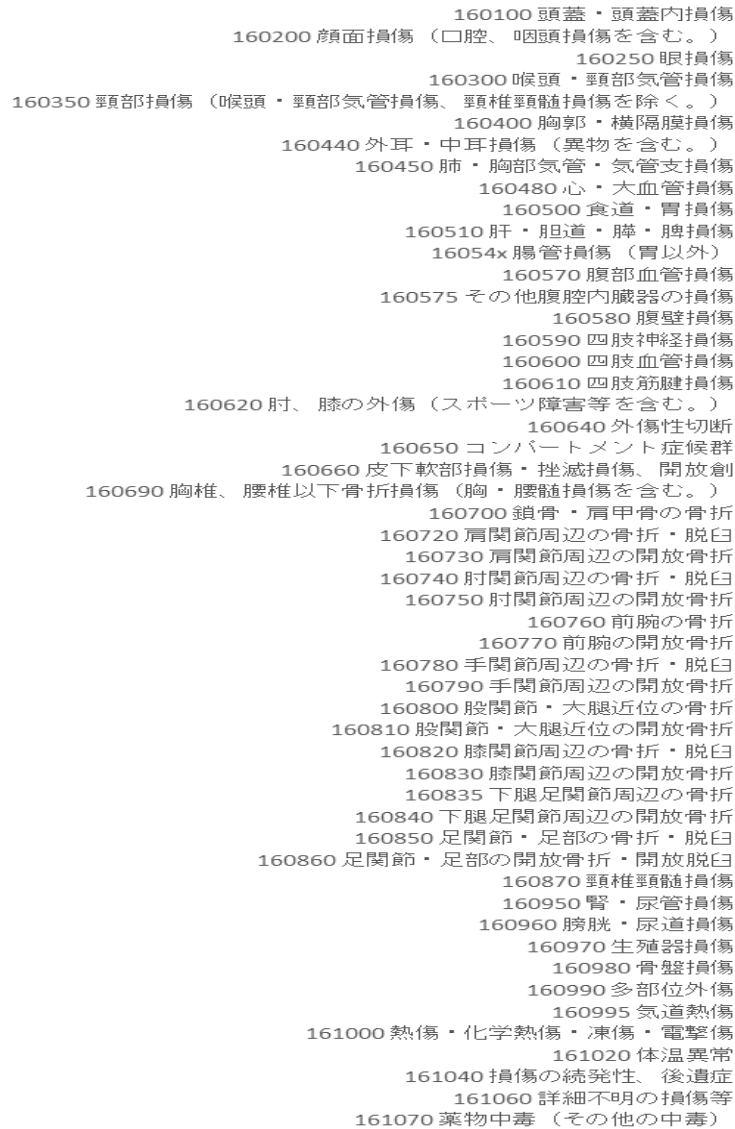 160100 頭蓋・頭蓋内損傷
160200 顔面損傷（口腔、咽頭損傷を含む。）
160250 眼損傷
160300 喉頭・頸部気管損傷
160350 頸部損傷（喉頭・頸部気管損傷、頸椎頸髄損傷を除く。）
160400 胸郭・横隔膜損傷
160440 外耳・中耳損傷（異物を含む。）
160450 肺・胸部気管・気管支損傷
160480 心・大血管損傷
160500 食道・胃損傷
160510 肝・胆道・膵・脾損傷
16054x 腸管損傷（胃以外）
160570 腹部血管損傷
160575 その他腹腔内臓器の損傷
160580 腹壁損傷
160590 四肢神経損傷
160600 四肢血管損傷
160610 四肢筋腱損傷
160620 肘、膝の外傷（スポーツ障害等を含む。）
160640 外傷性切断
160650 コンパートメント症候群
160660 皮下軟部損傷・挫滅損傷、開放創
160690 胸椎、腰椎以下骨折損傷（胸・腰髄損傷を含む。）
160700 鎖骨・肩甲骨の骨折
160720 肩関節周辺の骨折・脱臼
160730 肩関節周辺の開放骨折
160740 肘関節周辺の骨折・脱臼
160750 肘関節周辺の開放骨折
160760 前腕の骨折
160770 前腕の開放骨折
160780 手関節周辺の骨折・脱臼
160790 手関節周辺の開放骨折
160800 股関節・大腿近位の骨折
160810 股関節・大腿近位の開放骨折
160820 膝関節周辺の骨折・脱臼
160830 膝関節周辺の開放骨折
160835 下腿足関節周辺の骨折
160840 下腿足関節周辺の開放骨折
160850 足関節・足部の骨折・脱臼
160860 足関節・足部の開放骨折・開放脱臼
160870 頸椎頸髄損傷
160950 腎・尿管損傷
160960 膀胱・尿道損傷
160970 生殖器損傷
160980 骨盤損傷
160990 多部位外傷
160995 気道熱傷
161000 熱傷・化学熱傷・凍傷・電撃傷
161020 体温異常
161040 損傷の続発性、後遺症
161060 詳細不明の損傷等
161070 薬物中毒（その他の中毒）